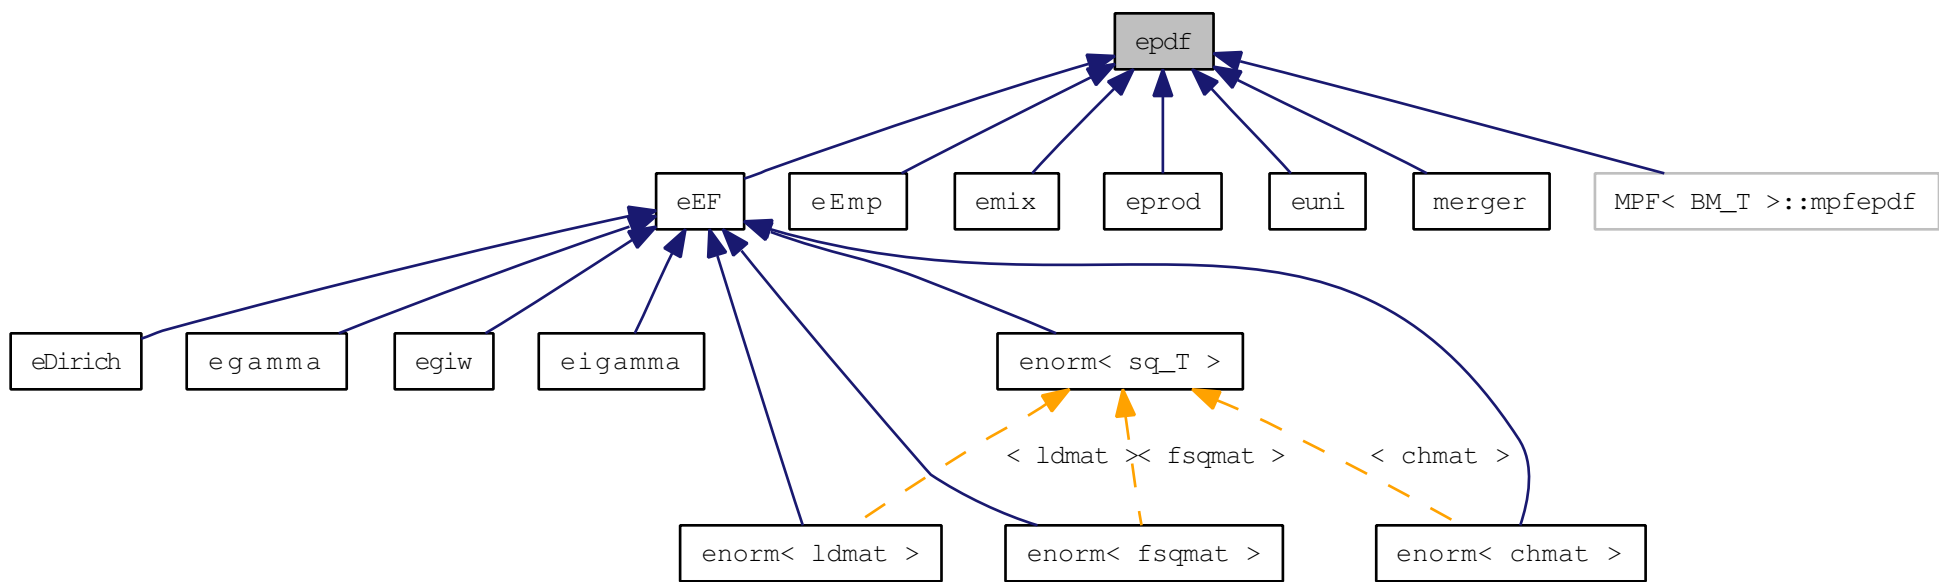 epdf
eEF
eEmp
emix
eprod
euni
merger
MPF< BM_T >::mpfepdf
eDirich
egamma
egiw
eigamma
enorm< sq_T >
< ldmat >
< fsqmat >
< chmat >
enorm< ldmat >
enorm< fsqmat >
enorm< chmat >